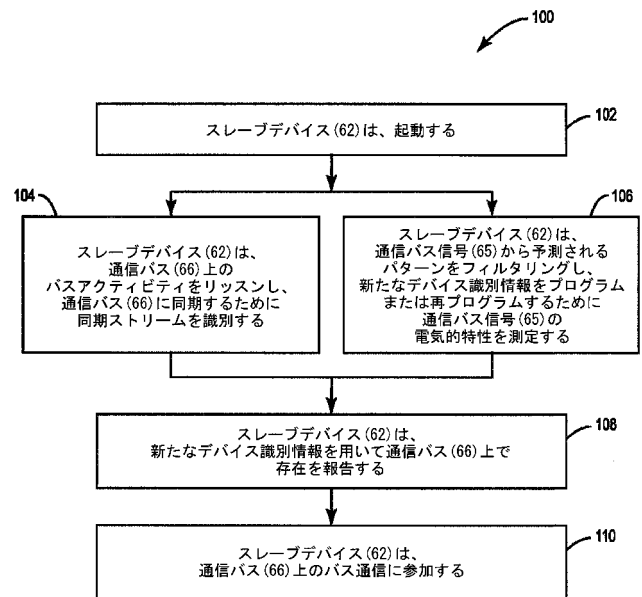 100
102
スレーブデバイス(62)は、起動する
104
スレーブデバイス(62)は、
通信バス(66)上の
バスアクティビティをリッスンし、
通信バス(66)に同期するために
同期ストリームを識別する
106
スレーブデバイス(62)は、
通信バス信号(65)から予測される
パターンをフィルタリングし、
新たなデバイス識別情報をプログラム
または再プログラムするために
通信バス信号(65)の
電気的特性を測定する
108
スレーブデバイス(62)は、
新たなデバイス識別情報を用いて通信バス(66)上で
存在を報告する
110
スレーブデバイス(62)は、
通信バス(66)上のバス通信に参加する